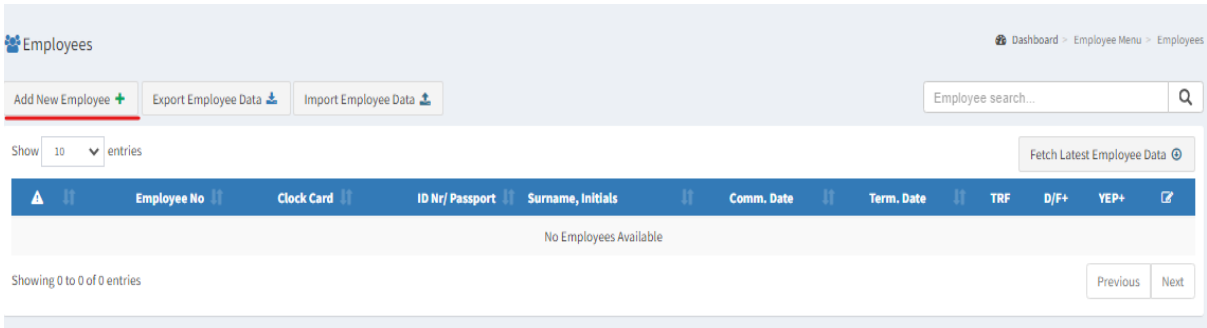 Employees
Dashboard > Employee Menu > Employees
Add New Employee + Export Employee Data Import Employee Data Employee search...
Show 10 entries
Fetch Latest Employee Data
Employee No Clock Card ID Nr/ Passport Surname, Initials Comm. Date Term. Date TRF D/F+ YEP+
No Employees Available
Showing 0 to 0 of 0 entries
Previous Next